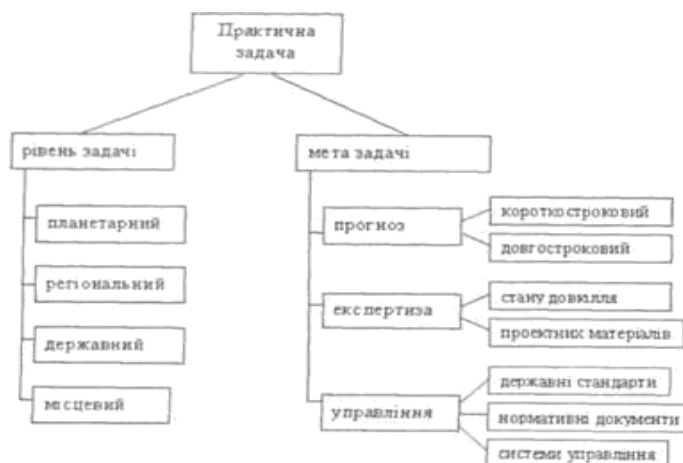 Практична
задача
рівень задачі
планетарний
регіональний
державний
місцевий
мета задачі
прогноз
короткостроковий
довгостроковий
експертиза
стану довкілля
проектних матеріалів
управління
державні стандарти
нормативні документи
системи управління